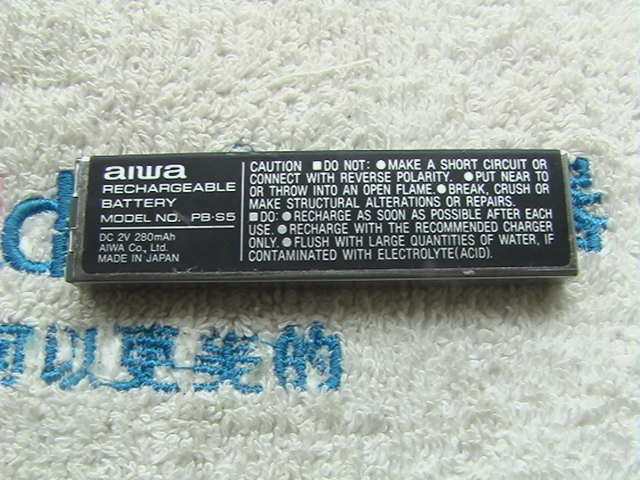 aiwa
RECHARGEABLE
BATTERY
MODEL NO. PB-S5
DC 2V 280mAh
AIWA Co., Ltd.
MADE IN JAPAN
CAUTION ■ DO NOT: ● MAKE A SHORT CIRCUIT OR
CONNECT WITH REVERSE POLARITY. ● PUT NEAR TO
OR THROW INTO AN OPEN FLAME. ● BREAK, CRUSH OR
MAKE STRUCTURAL ALTERATIONS OR REPAIRS.
■ DO: ● RECHARGE AS SOON AS POSSIBLE AFTER EACH
USE. ● RECHARGE WITH THE RECOMMENDED CHARGER
ONLY. ● FLUSH WITH LARGE QUANTITIES OF WATER, IF
CONTAMINATED WITH ELECTROLYTE(ACID).
可以更美的